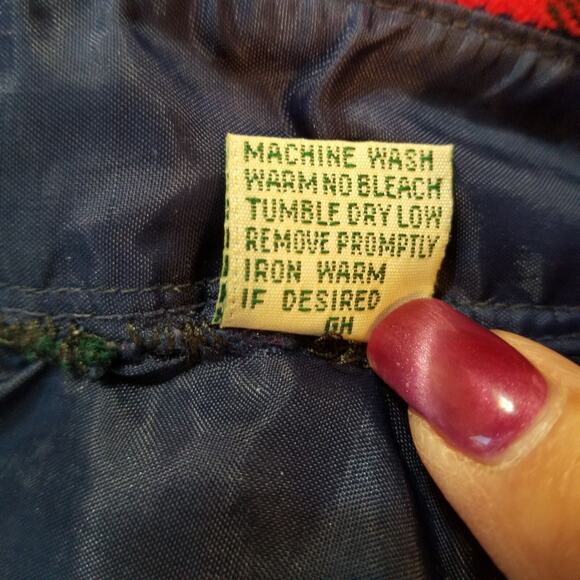 MACHINE WASH
WARM NO BLEACH
TUMBLE DRY LOW
REMOVE PROMPTLY
IRON WARM
IF DESIRED
GH